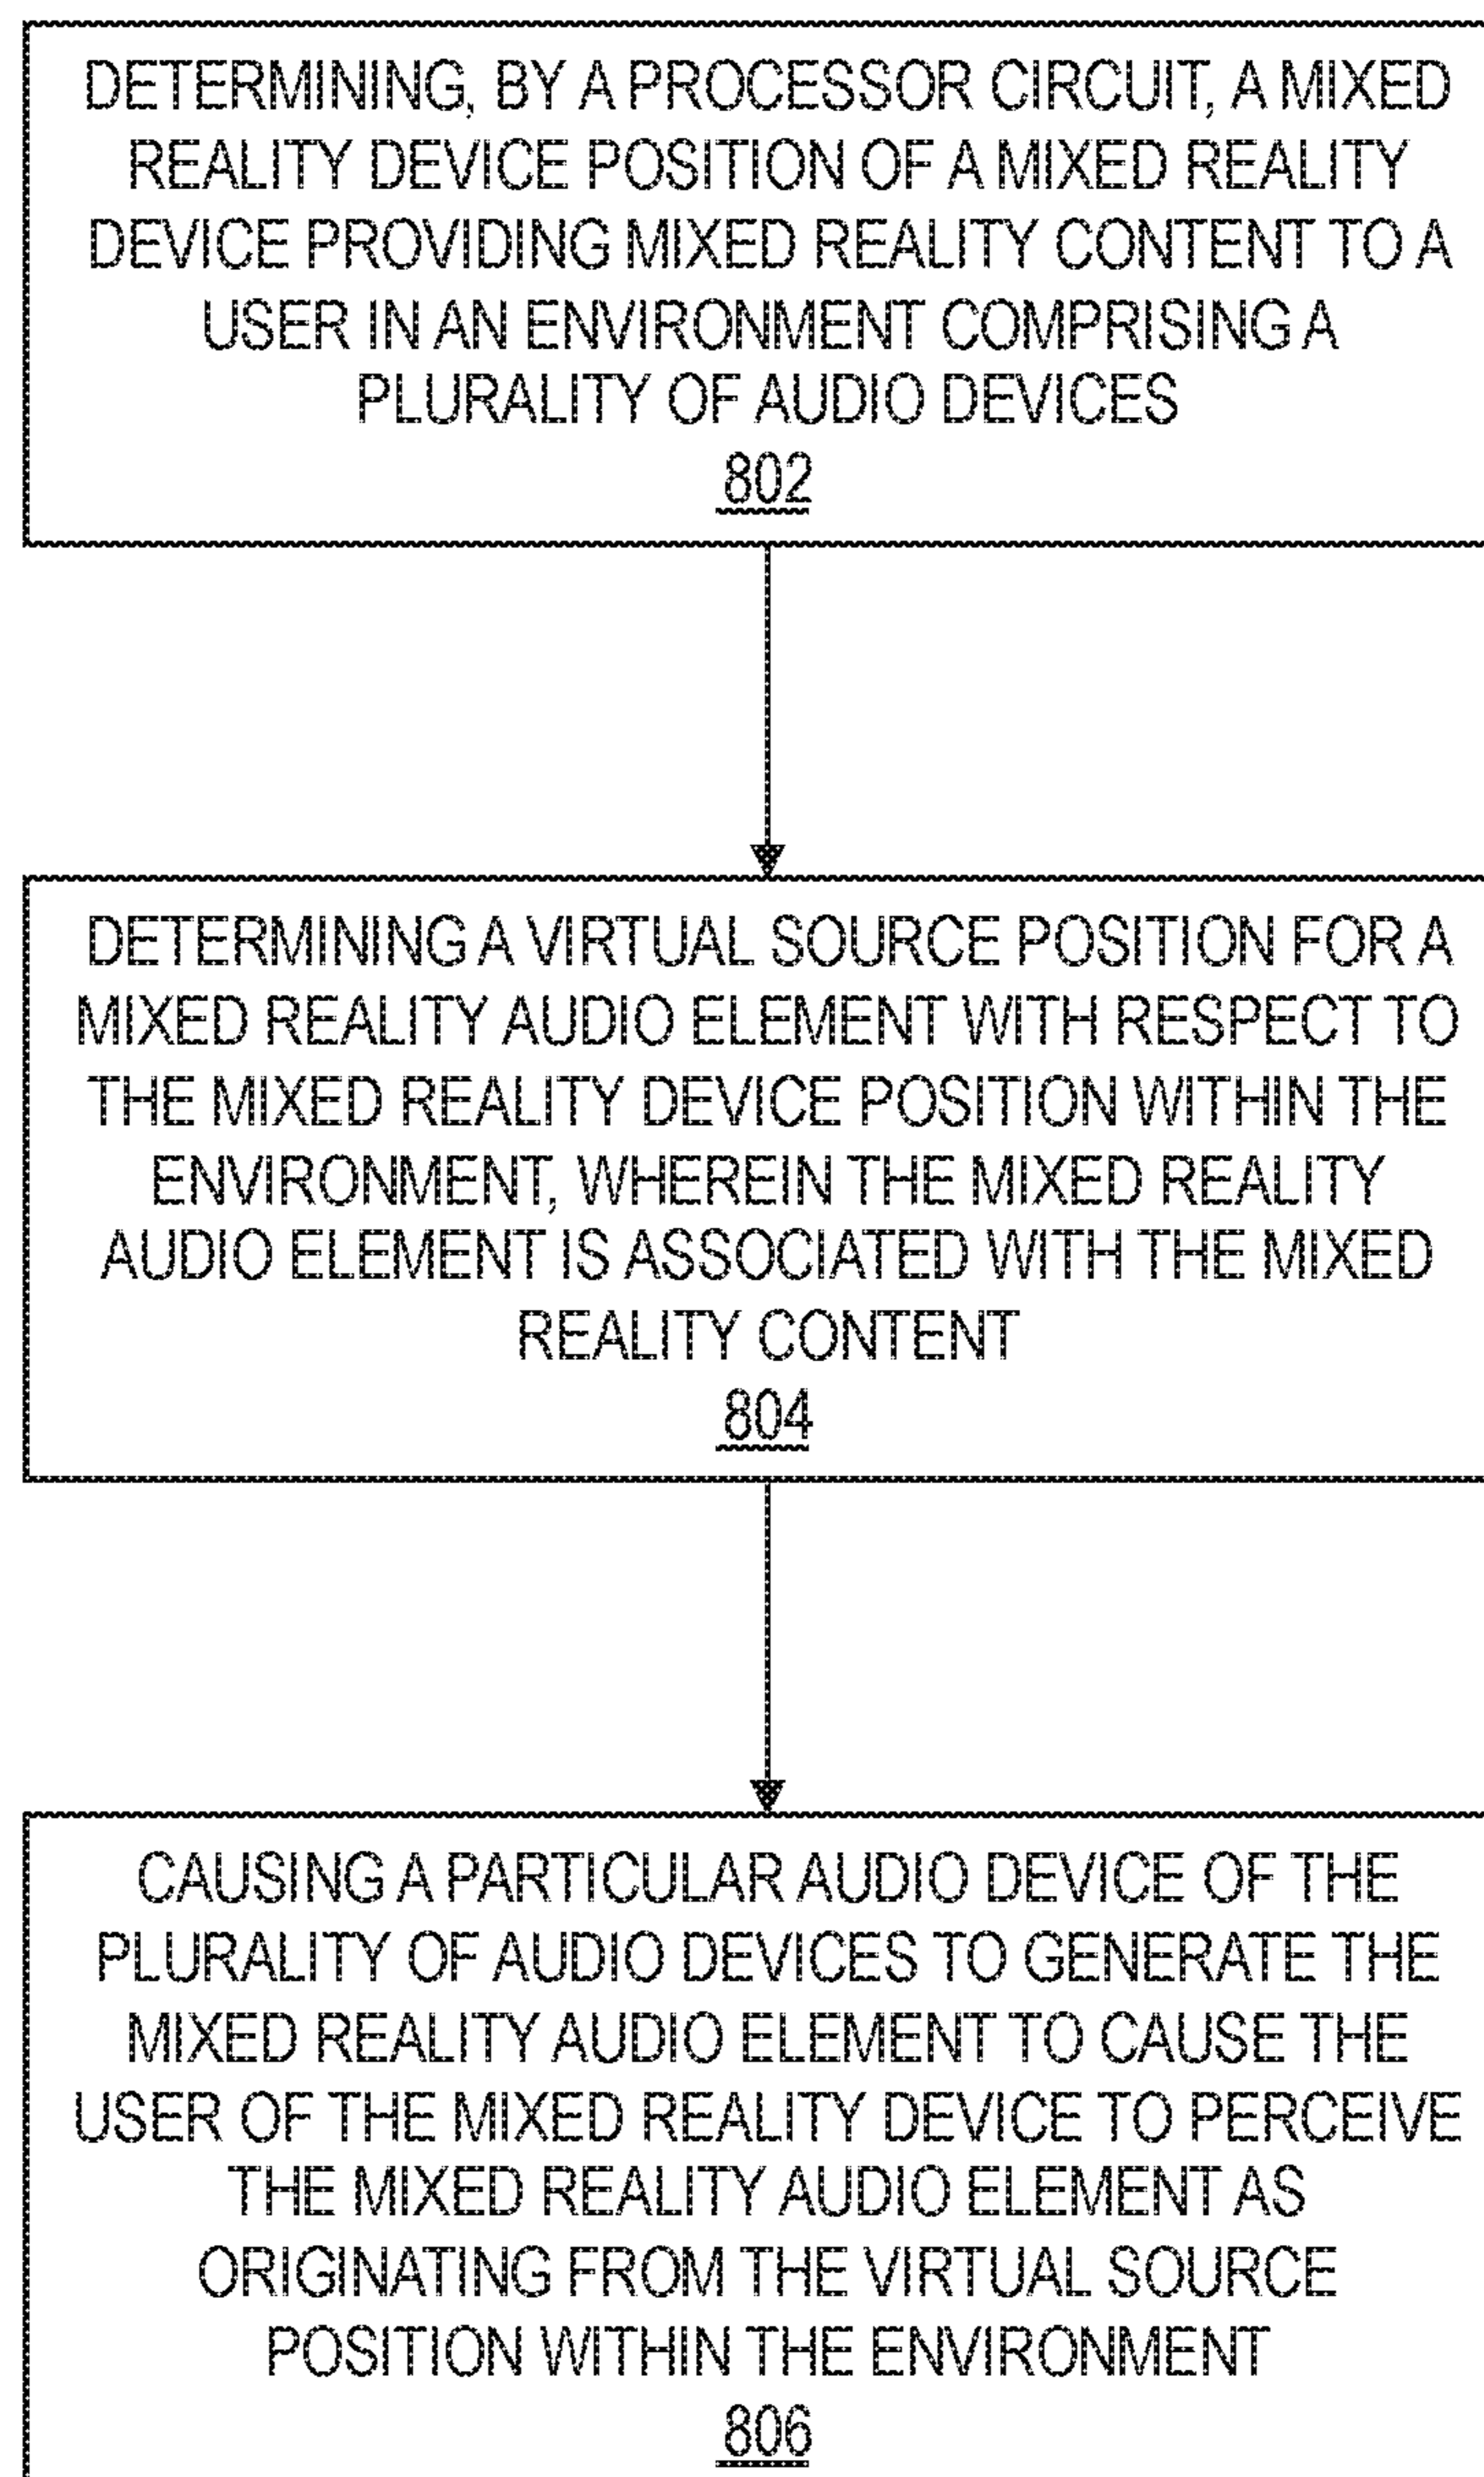 DETERMINING, BY A PROCESSOR CIRCUIT, A MIXED
REALITY DEVICE POSITION OF A MIXED REALITY
DEVICE PROVIDING MIXED REALITY CONTENT TO A
USER IN AN ENVIRONMENT COMPRISING A
PLURALITY OF AUDIO DEVICES
802
DETERMINING A VIRTUAL SOURCE POSITION FOR A
MIXED REALITY AUDIO ELEMENT WITH RESPECT TO
THE MIXED REALITY DEVICE POSITION WITHIN THE
ENVIRONMENT, WHEREIN THE MIXED REALITY
AUDIO ELEMENT IS ASSOCIATED WITH THE MIXED
REALITY CONTENT
804
CAUSING A PARTICULAR AUDIO DEVICE OF THE
PLURALITY OF AUDIO DEVICES TO GENERATE THE
MIXED REALITY AUDIO ELEMENT TO CAUSE THE
USER OF THE MIXED REALITY DEVICE TO PERCEIVE
THE MIXED REALITY AUDIO ELEMENT AS
ORIGINATING FROM THE VIRTUAL SOURCE
POSITION WITHIN THE ENVIRONMENT
806